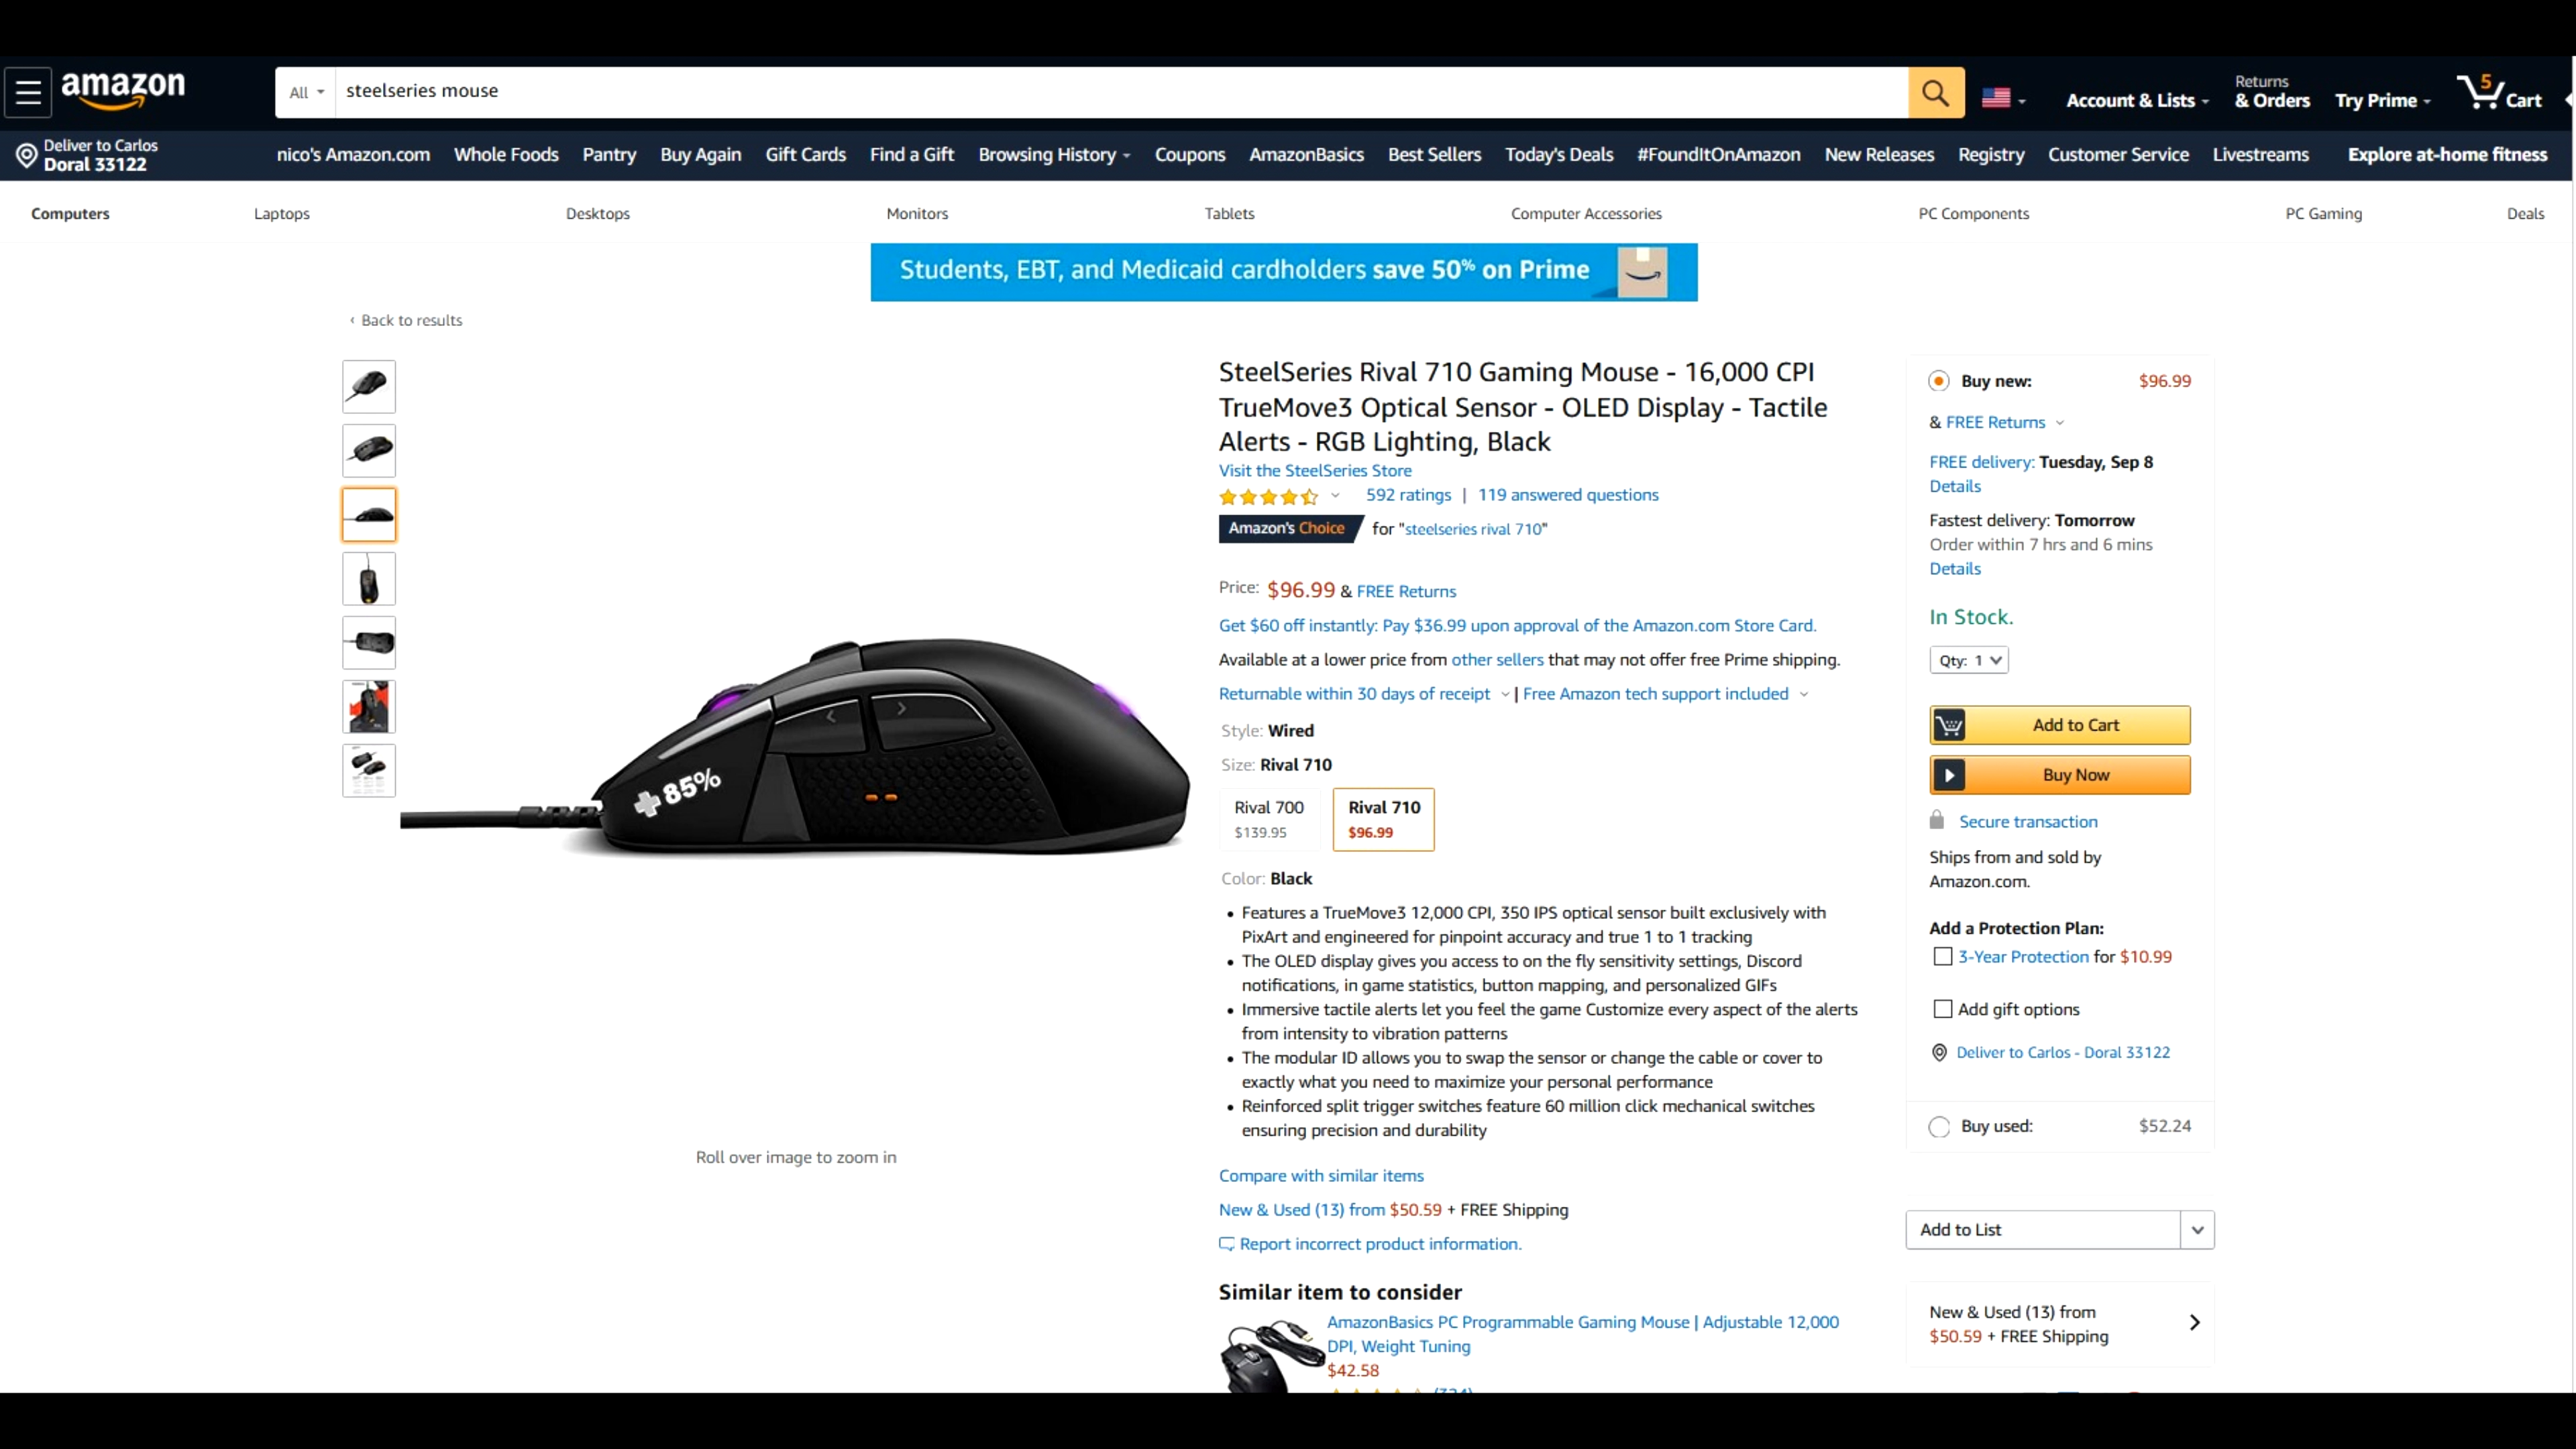 amazon
All
steelseries mouse
Account & Lists
Returns
& Orders
Try Prime
5
Cart
Deliver to Carlos
Doral 33122
nico's Amazon.com
Whole Foods
Pantry
Buy Again
Gift Cards
Find a Gift
Browsing History
Coupons
AmazonBasics
Best Sellers
Today's Deals
#FoundItOnAmazon
New Releases
Registry
Customer Service
Livestreams
Explore at-home fitness
Computers
Laptops
Desktops
Monitors
Tablets
Computer Accessories
PC Components
PC Gaming
Deals
Students, EBT, and Medicaid cardholders save 50% on Prime
‹ Back to results
85%
Roll over image to zoom in
SteelSeries Rival 710 Gaming Mouse - 16,000 CPI
TrueMove3 Optical Sensor - OLED Display - Tactile
Alerts - RGB Lighting, Black
Visit the SteelSeries Store
592 ratings | 119 answered questions
Amazon's Choice for "steelseries rival 710"
Price: $96.99 & FREE Returns
Get $60 off instantly: Pay $36.99 upon approval of the Amazon.com Store Card.
Available at a lower price from other sellers that may not offer free Prime shipping.
Returnable within 30 days of receipt | Free Amazon tech support included
Style: Wired
Size: Rival 710
Rival 700
$139.95
Rival 710
$96.99
Color: Black
• Features a TrueMove3 12,000 CPI, 350 IPS optical sensor built exclusively with
PixArt and engineered for pinpoint accuracy and true 1 to 1 tracking
• The OLED display gives you access to on the fly sensitivity settings, Discord
notifications, in game statistics, button mapping, and personalized GIFs
• Immersive tactile alerts let you feel the game Customize every aspect of the alerts
from intensity to vibration patterns
• The modular ID allows you to swap the sensor or change the cable or cover to
exactly what you need to maximize your personal performance
• Reinforced split trigger switches feature 60 million click mechanical switches
ensuring precision and durability
Compare with similar items
New & Used (13) from $50.59 + FREE Shipping
Report incorrect product information.
Similar item to consider
AmazonBasics PC Programmable Gaming Mouse | Adjustable 12,000
DPI, Weight Tuning
$42.58
Buy new: $96.99
& FREE Returns
FREE delivery: Tuesday, Sep 8
Details
Fastest delivery: Tomorrow
Order within 7 hrs and 6 mins
Details
In Stock.
Qty: 1
Add to Cart
Buy Now
Secure transaction
Ships from and sold by
Amazon.com.
Add a Protection Plan:
3-Year Protection for $10.99
Add gift options
Deliver to Carlos - Doral 33122
Buy used: $52.24
Add to List
New & Used (13) from
$50.59 + FREE Shipping